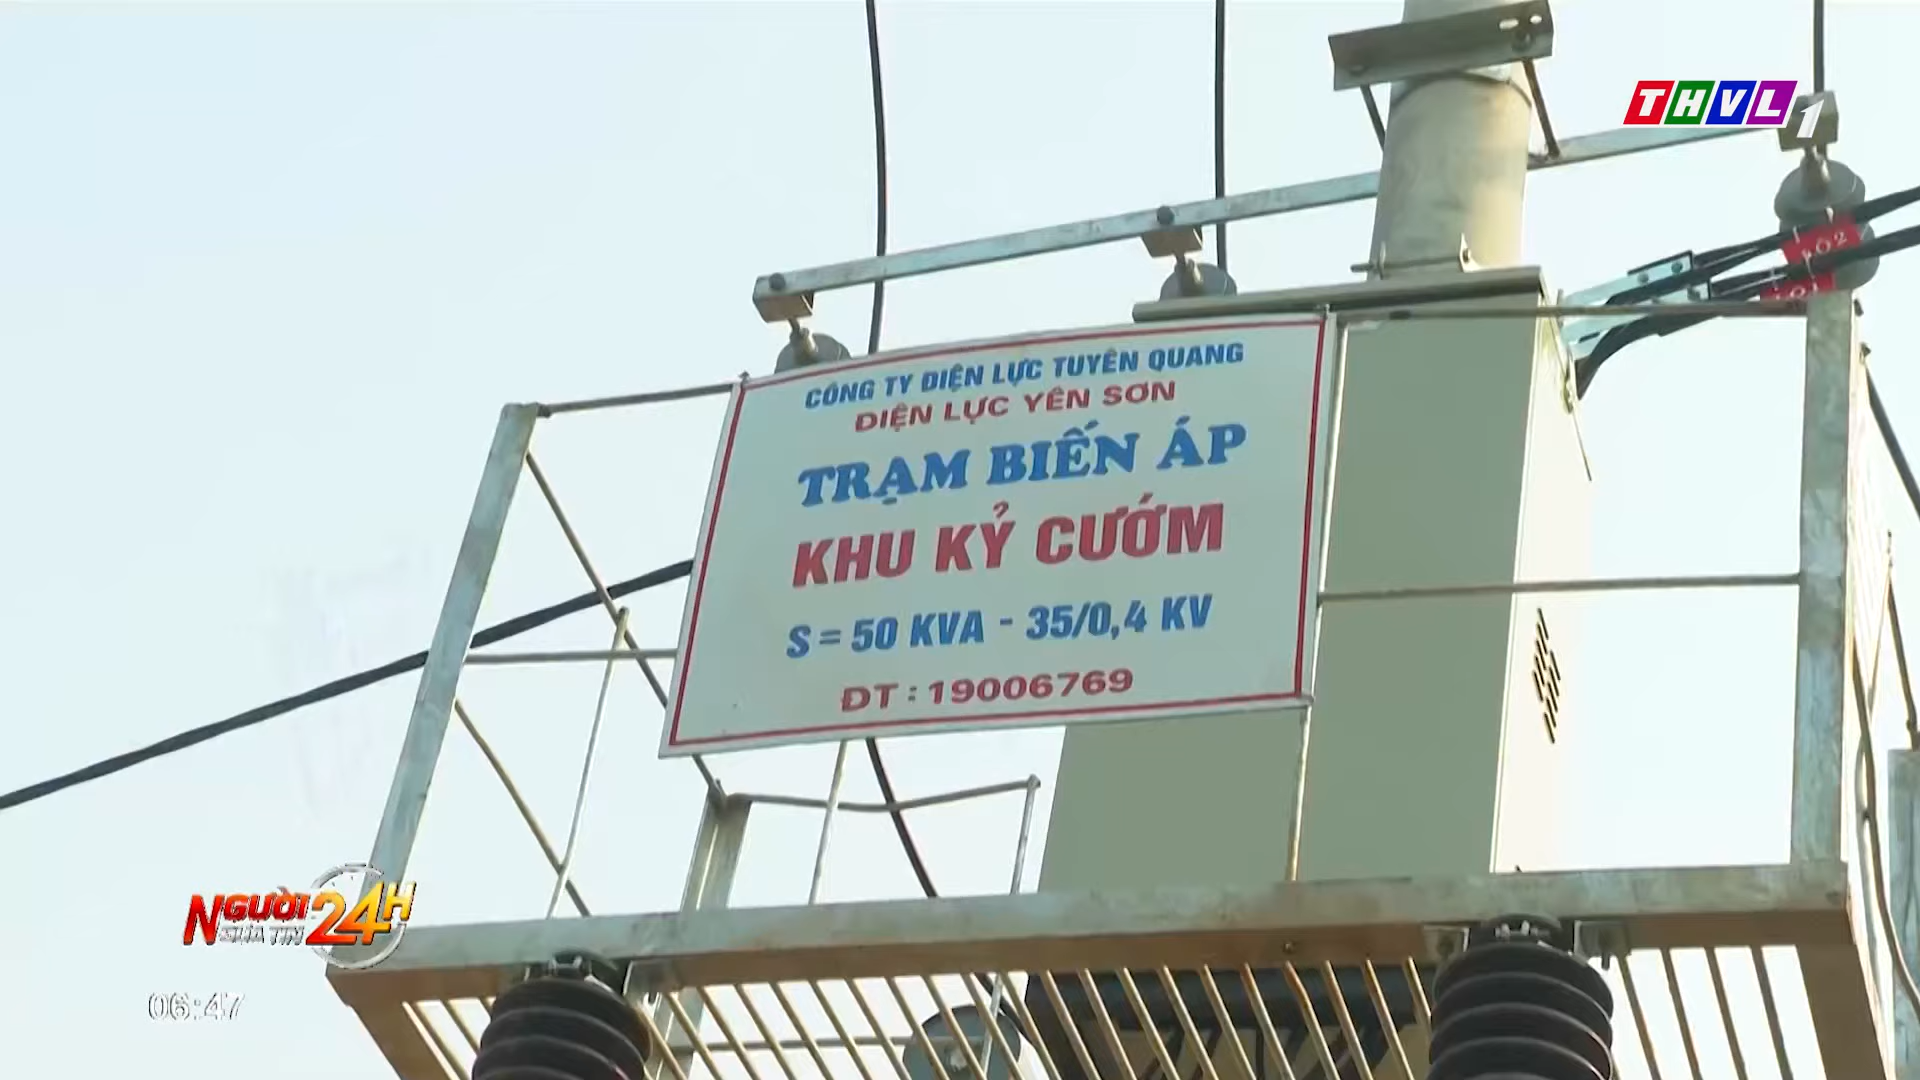 THVL1
502
CÔNG TY ĐIỆN LỰC TUYÊN QUANG
ĐIỆN LỰC YÊN SƠN
TRẠM BIẾN ÁP
KHU KỶ CƯỚM
S = 50 KVA - 35/0,4 KV
ĐT : 19006769
NGƯỜI
ĐƯA TIN 24H
06:47